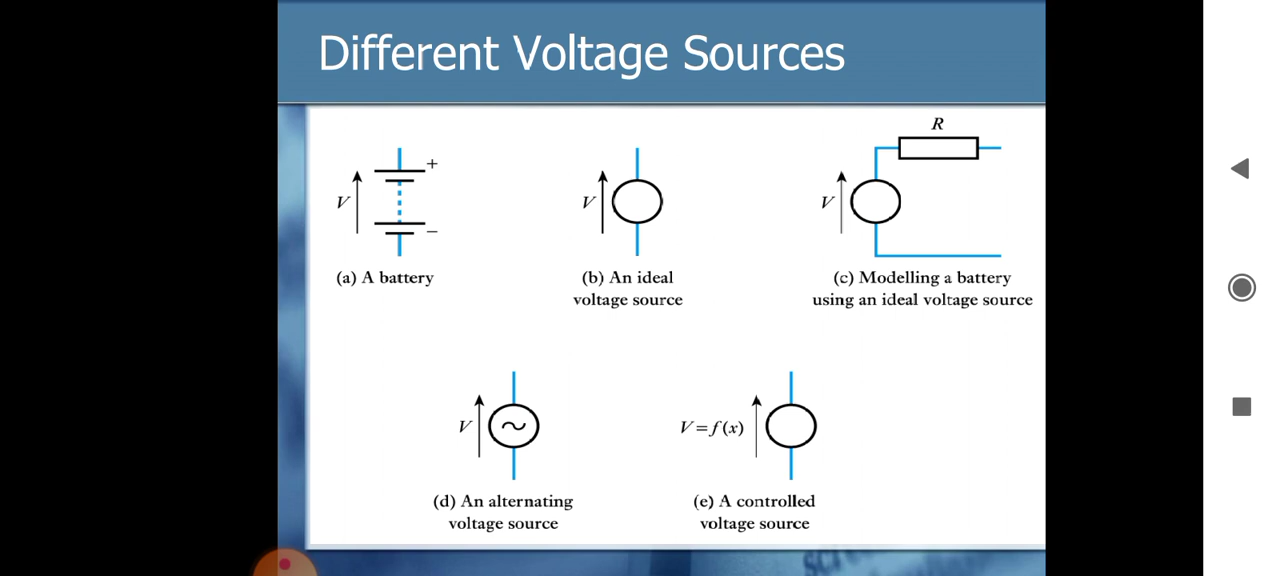 Different Voltage Sources
R
+
V
V
V
−
(a) A battery
(b) An ideal
voltage source
(c) Modelling a battery
using an ideal voltage source
V
V=f(x)
(d) An alternating
voltage source
(e) A controlled
voltage source